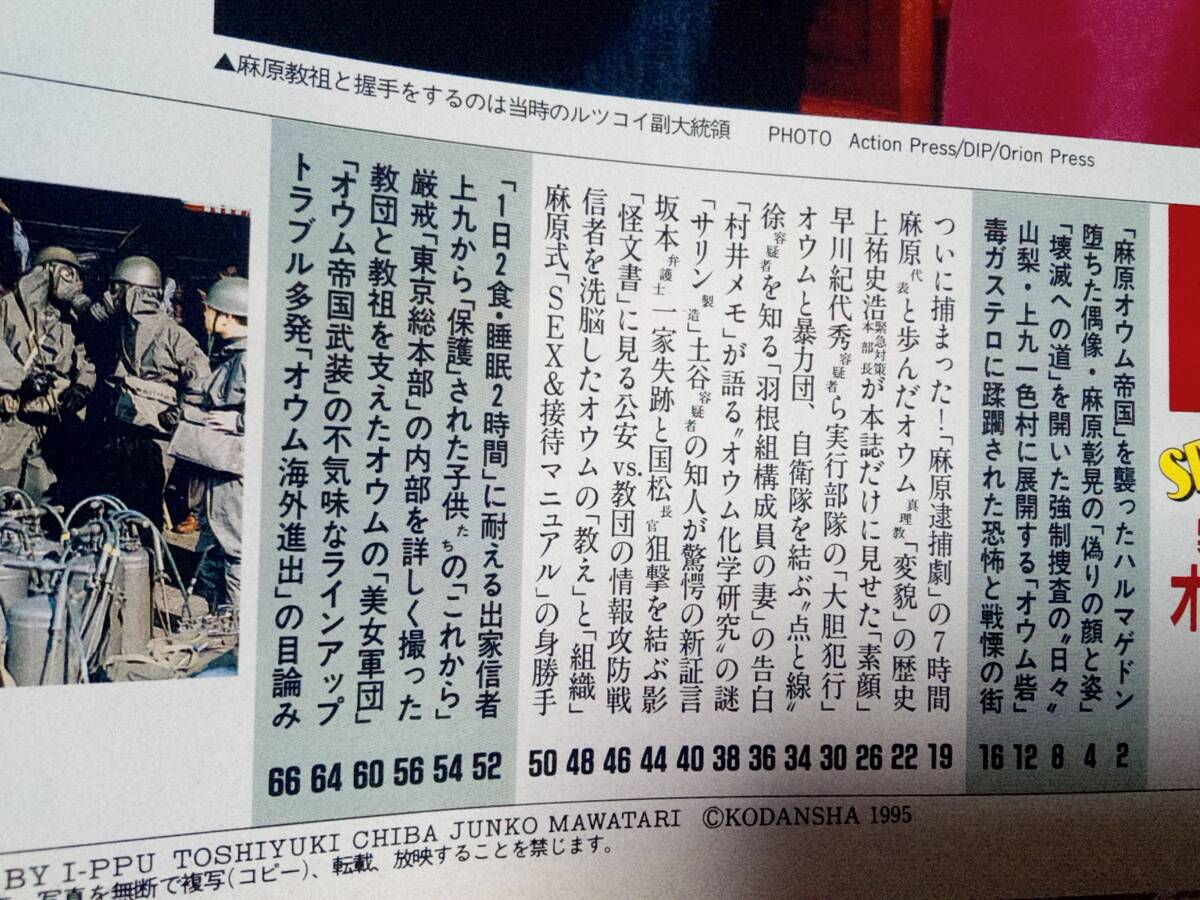 ▲麻原教祖と握手をするのは当時のルツコイ副大統領 PHOTO Action Press/DIP/Orion Press
「麻原オウム帝国」を襲ったハルマゲドン 2
堕ちた偶像・麻原彰晃の「偽りの顔と姿」 4
「壊滅への道」を開いた強制捜査の〝日々〟 8
山梨・上九一色村に展開する「オウム砦」 12
毒ガステロに蹂躙された恐怖と戦慄の街 16
ついに捕まった!「麻原逮捕劇」の7時間 19
麻原代表と歩んだオウム真理教「変貌」の歴史 22
上祐史浩緊急対策本部長が本誌だけに見せた「素顔」 26
早川紀代秀容疑者ら実行部隊の「大胆犯行」 30
オウムと暴力団、自衛隊を結ぶ〝点と線〟 34
徐容疑者を知る「羽根組構成員の妻」の告白 36
「村井メモ」が語る〝オウム化学研究〟の謎 38
「サリン製造」土谷容疑者の知人が驚愕の新証言 40
坂本弁護士一家失跡と国松長官狙撃を結ぶ影 44
「怪文書」に見る公安vs.教団の情報攻防戦 46
信者を洗脳したオウムの「教え」と「組織」 48
麻原式「SEX&接待マニュアル」の身勝手 50
「1日2食・睡眠2時間」に耐える出家信者 52
上九から「保護」された子供たちの「これから」 54
厳戒「東京総本部」の内部を詳しく撮った 56
教団と教祖を支えたオウムの「美女軍団」 60
「オウム帝国武装」の不気味なラインアップ 64
トラブル多発「オウム海外進出」の目論み 66
BY I-PPU TOSHIYUKI CHIBA JUNKO MAWATARI ©KODANSHA 1995
写真を無断で複写(コピー)、転載、放映することを禁じます。